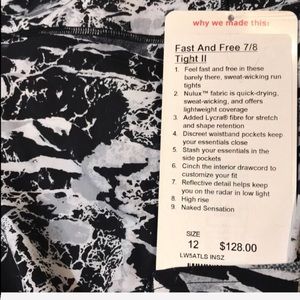 why we made this:
Fast And Free 7/8
Tight II
1. Feel fast and free in these
barely there, sweat-wicking run
tights
2. Nulux™ fabric is quick-drying,
sweat-wicking, and offers
lightweight coverage
3. Added Lycra® fibre for stretch
and shape retention
4. Discreet waistband pockets keep
your essentials close
5. Stash your essentials in the
side pockets
6. Cinch the interior drawcord to
customize your fit
7. Reflective detail helps keep
you on the radar in low light
8. High rise
9. Naked Sensation
SIZE
12 $128.00
LW5ATLS INSZ